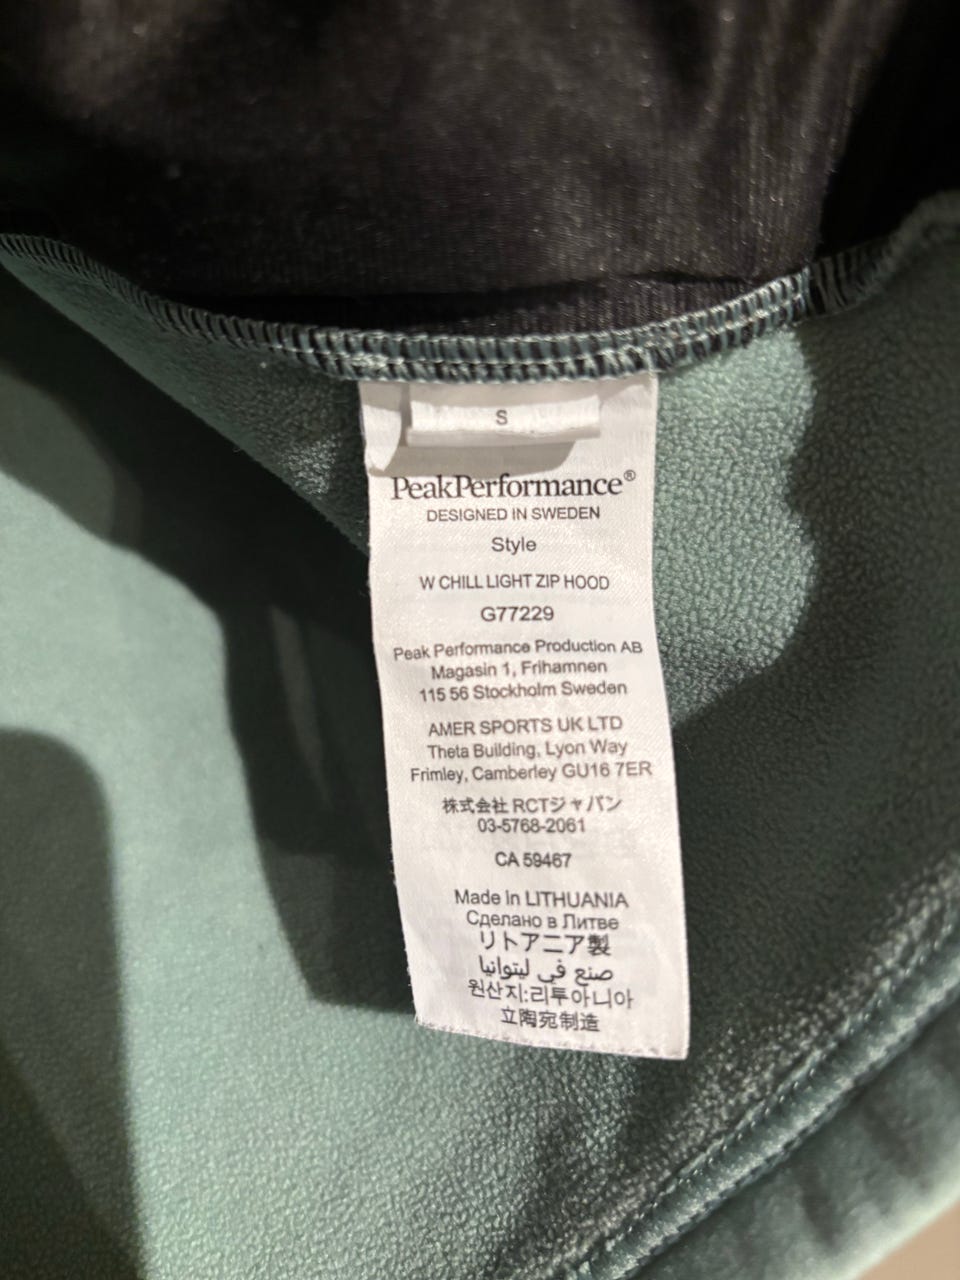 S
PeakPerformance®
DESIGNED IN SWEDEN
Style
W CHILL LIGHT ZIP HOOD
G77229
Peak Performance Production AB
Magasin 1, Frihamnen
115 56 Stockholm Sweden
AMER SPORTS UK LTD
Theta Building, Lyon Way
Frimley, Camberley GU16 7ER
株式会社 RCTジャパン
03-5768-2061
CA 59467
Made in LITHUANIA
Сделано в Литве
リトアニア製
صنع في ليتوانيا
원산지:리투아니아
立陶宛制造